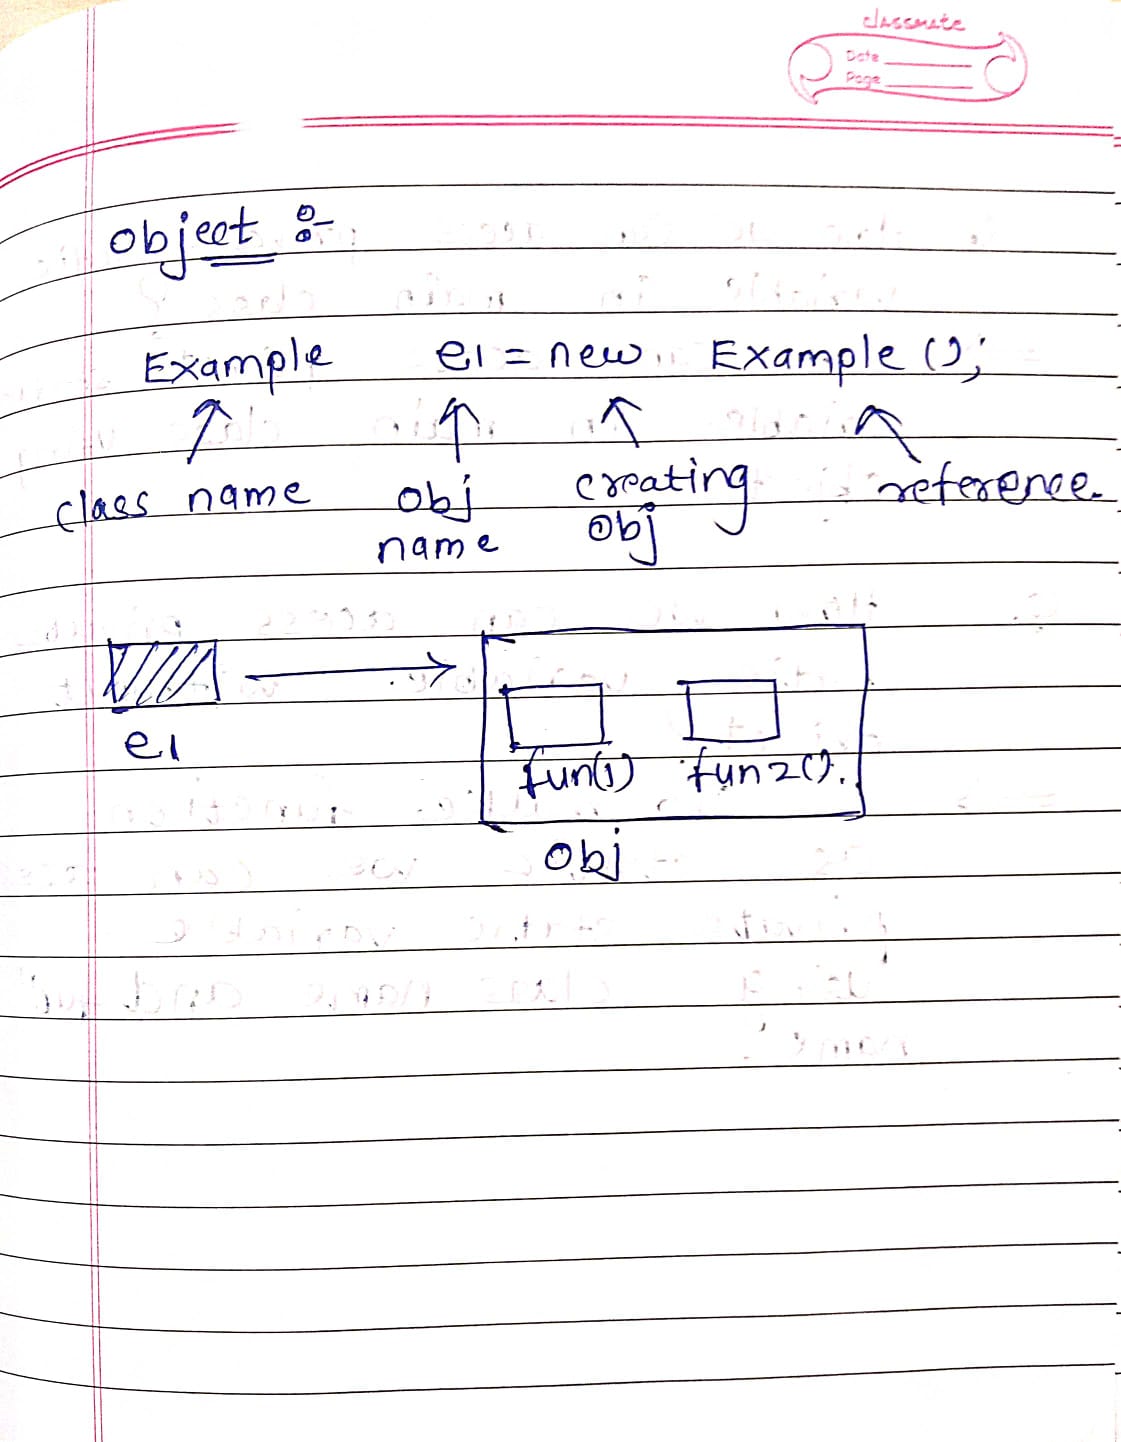 classmate
Date
Page
object :-
Example e1 = new Example ();
class name obj name creating obj reference.
e1
fun(1) fun2().
obj